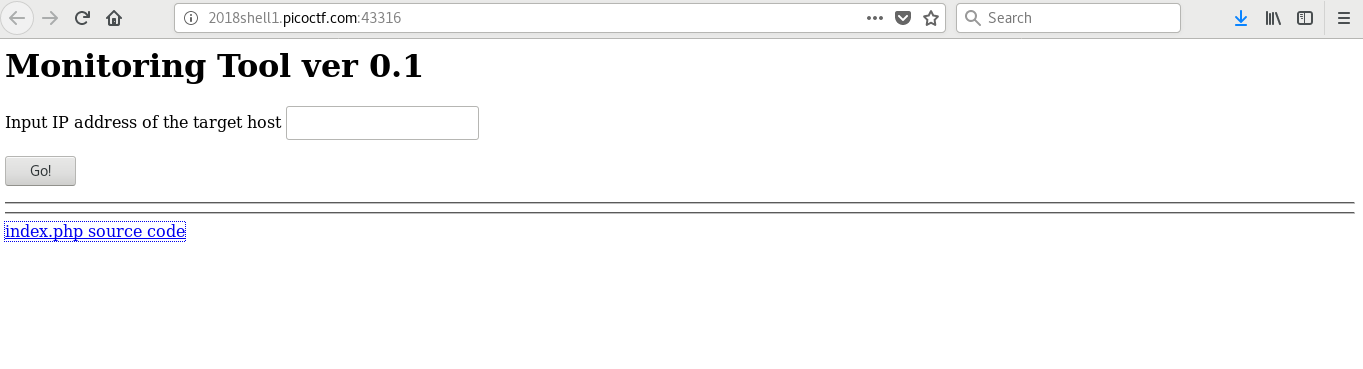 2018shell1.picoctf.com:43316
Search
Monitoring Tool ver 0.1
Input IP address of the target host
Go!
index.php source code